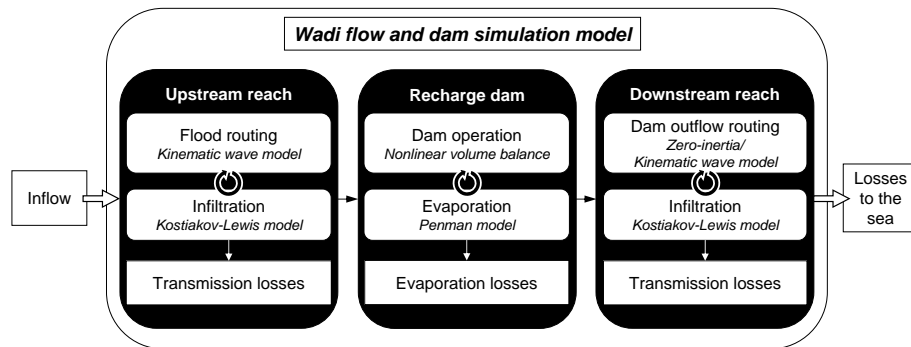 Wadi flow and dam simulation model
Upstream reach
Flood routing
Kinematic wave model
Infiltration
Kostiakov-Lewis model
Transmission losses
Recharge dam
Dam operation
Nonlinear volume balance
Evaporation
Penman model
Evaporation losses
Downstream reach
Dam outflow routing
Zero-inertia/
Kinematic wave model
Infiltration
Kostiakov-Lewis model
Transmission losses
Inflow
Losses
to the
sea